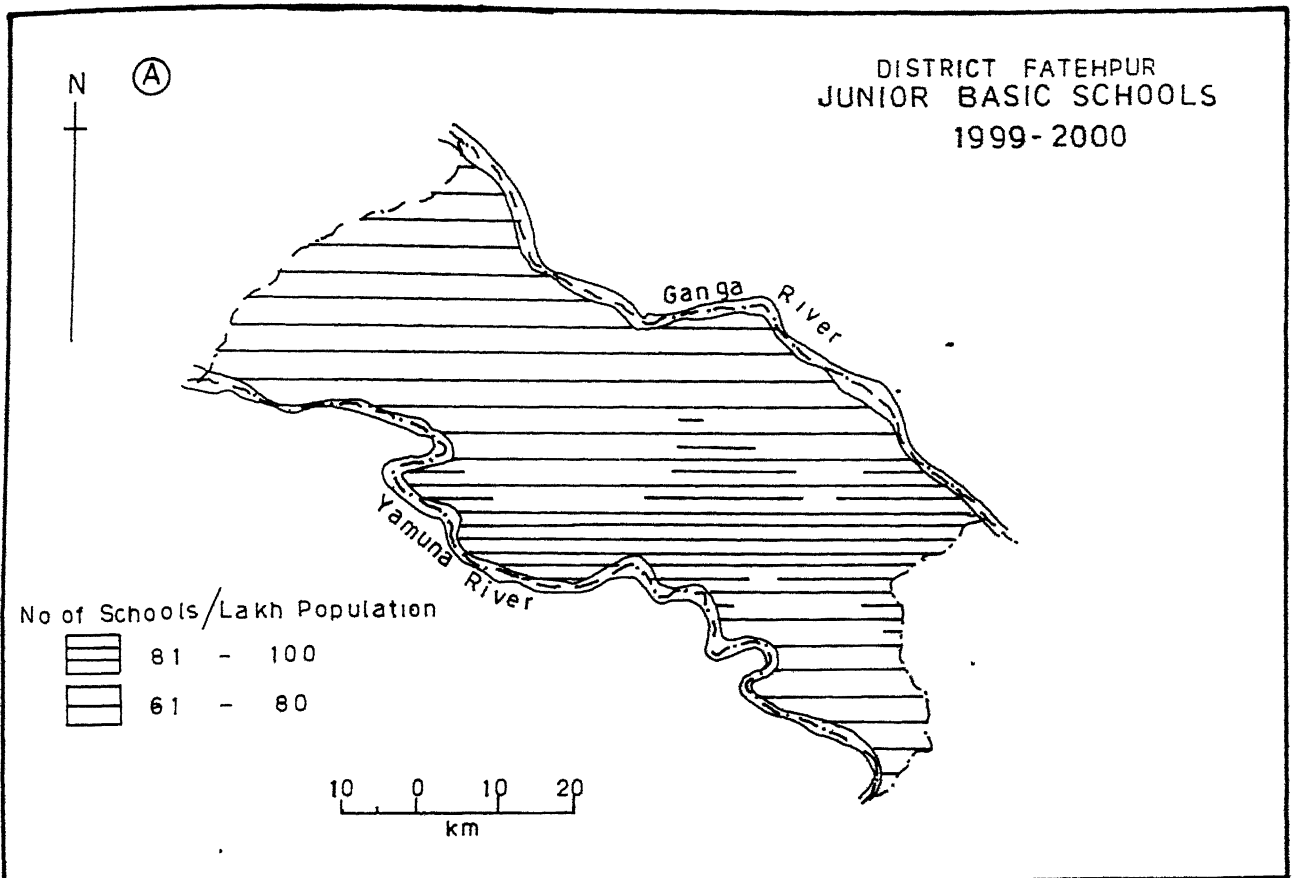 N
A
DISTRICT FATEHPUR
JUNIOR BASIC SCHOOLS
1999-2000
Ganga River
Yamuna River
No of Schools/Lakh Population
81 - 100
61 - 80
10 0 10 20
km